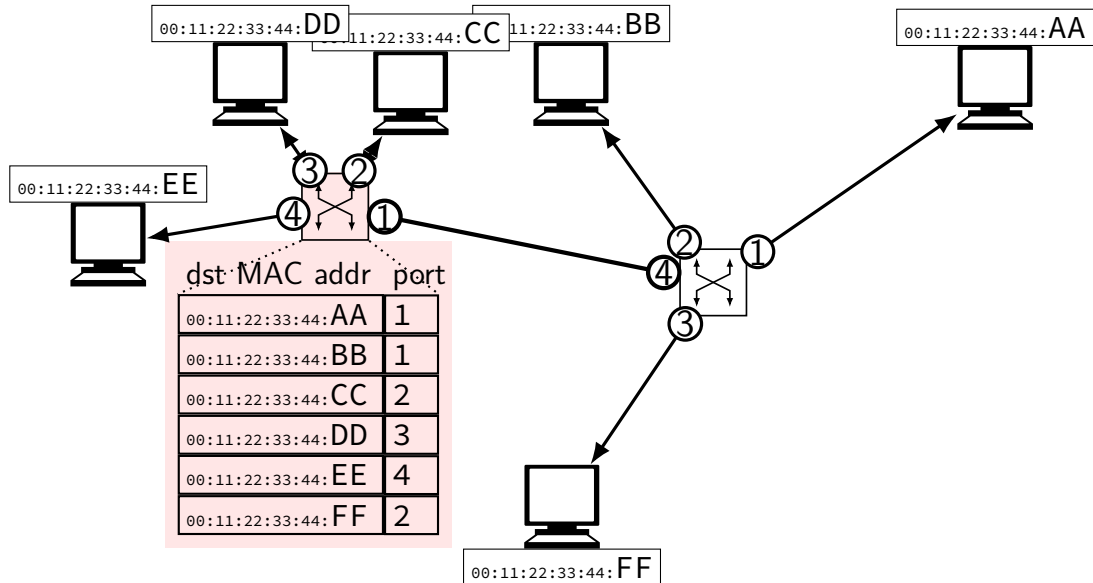 00:11:22:33:44:DD
00:11:22:33:44:CC
00:11:22:33:44:BB
00:11:22:33:44:AA
00:11:22:33:44:EE
3
2
4
1
2
1
4
3
dst MAC addr port
00:11:22:33:44:AA 1
00:11:22:33:44:BB 1
00:11:22:33:44:CC 2
00:11:22:33:44:DD 3
00:11:22:33:44:EE 4
00:11:22:33:44:FF 2
00:11:22:33:44:FF